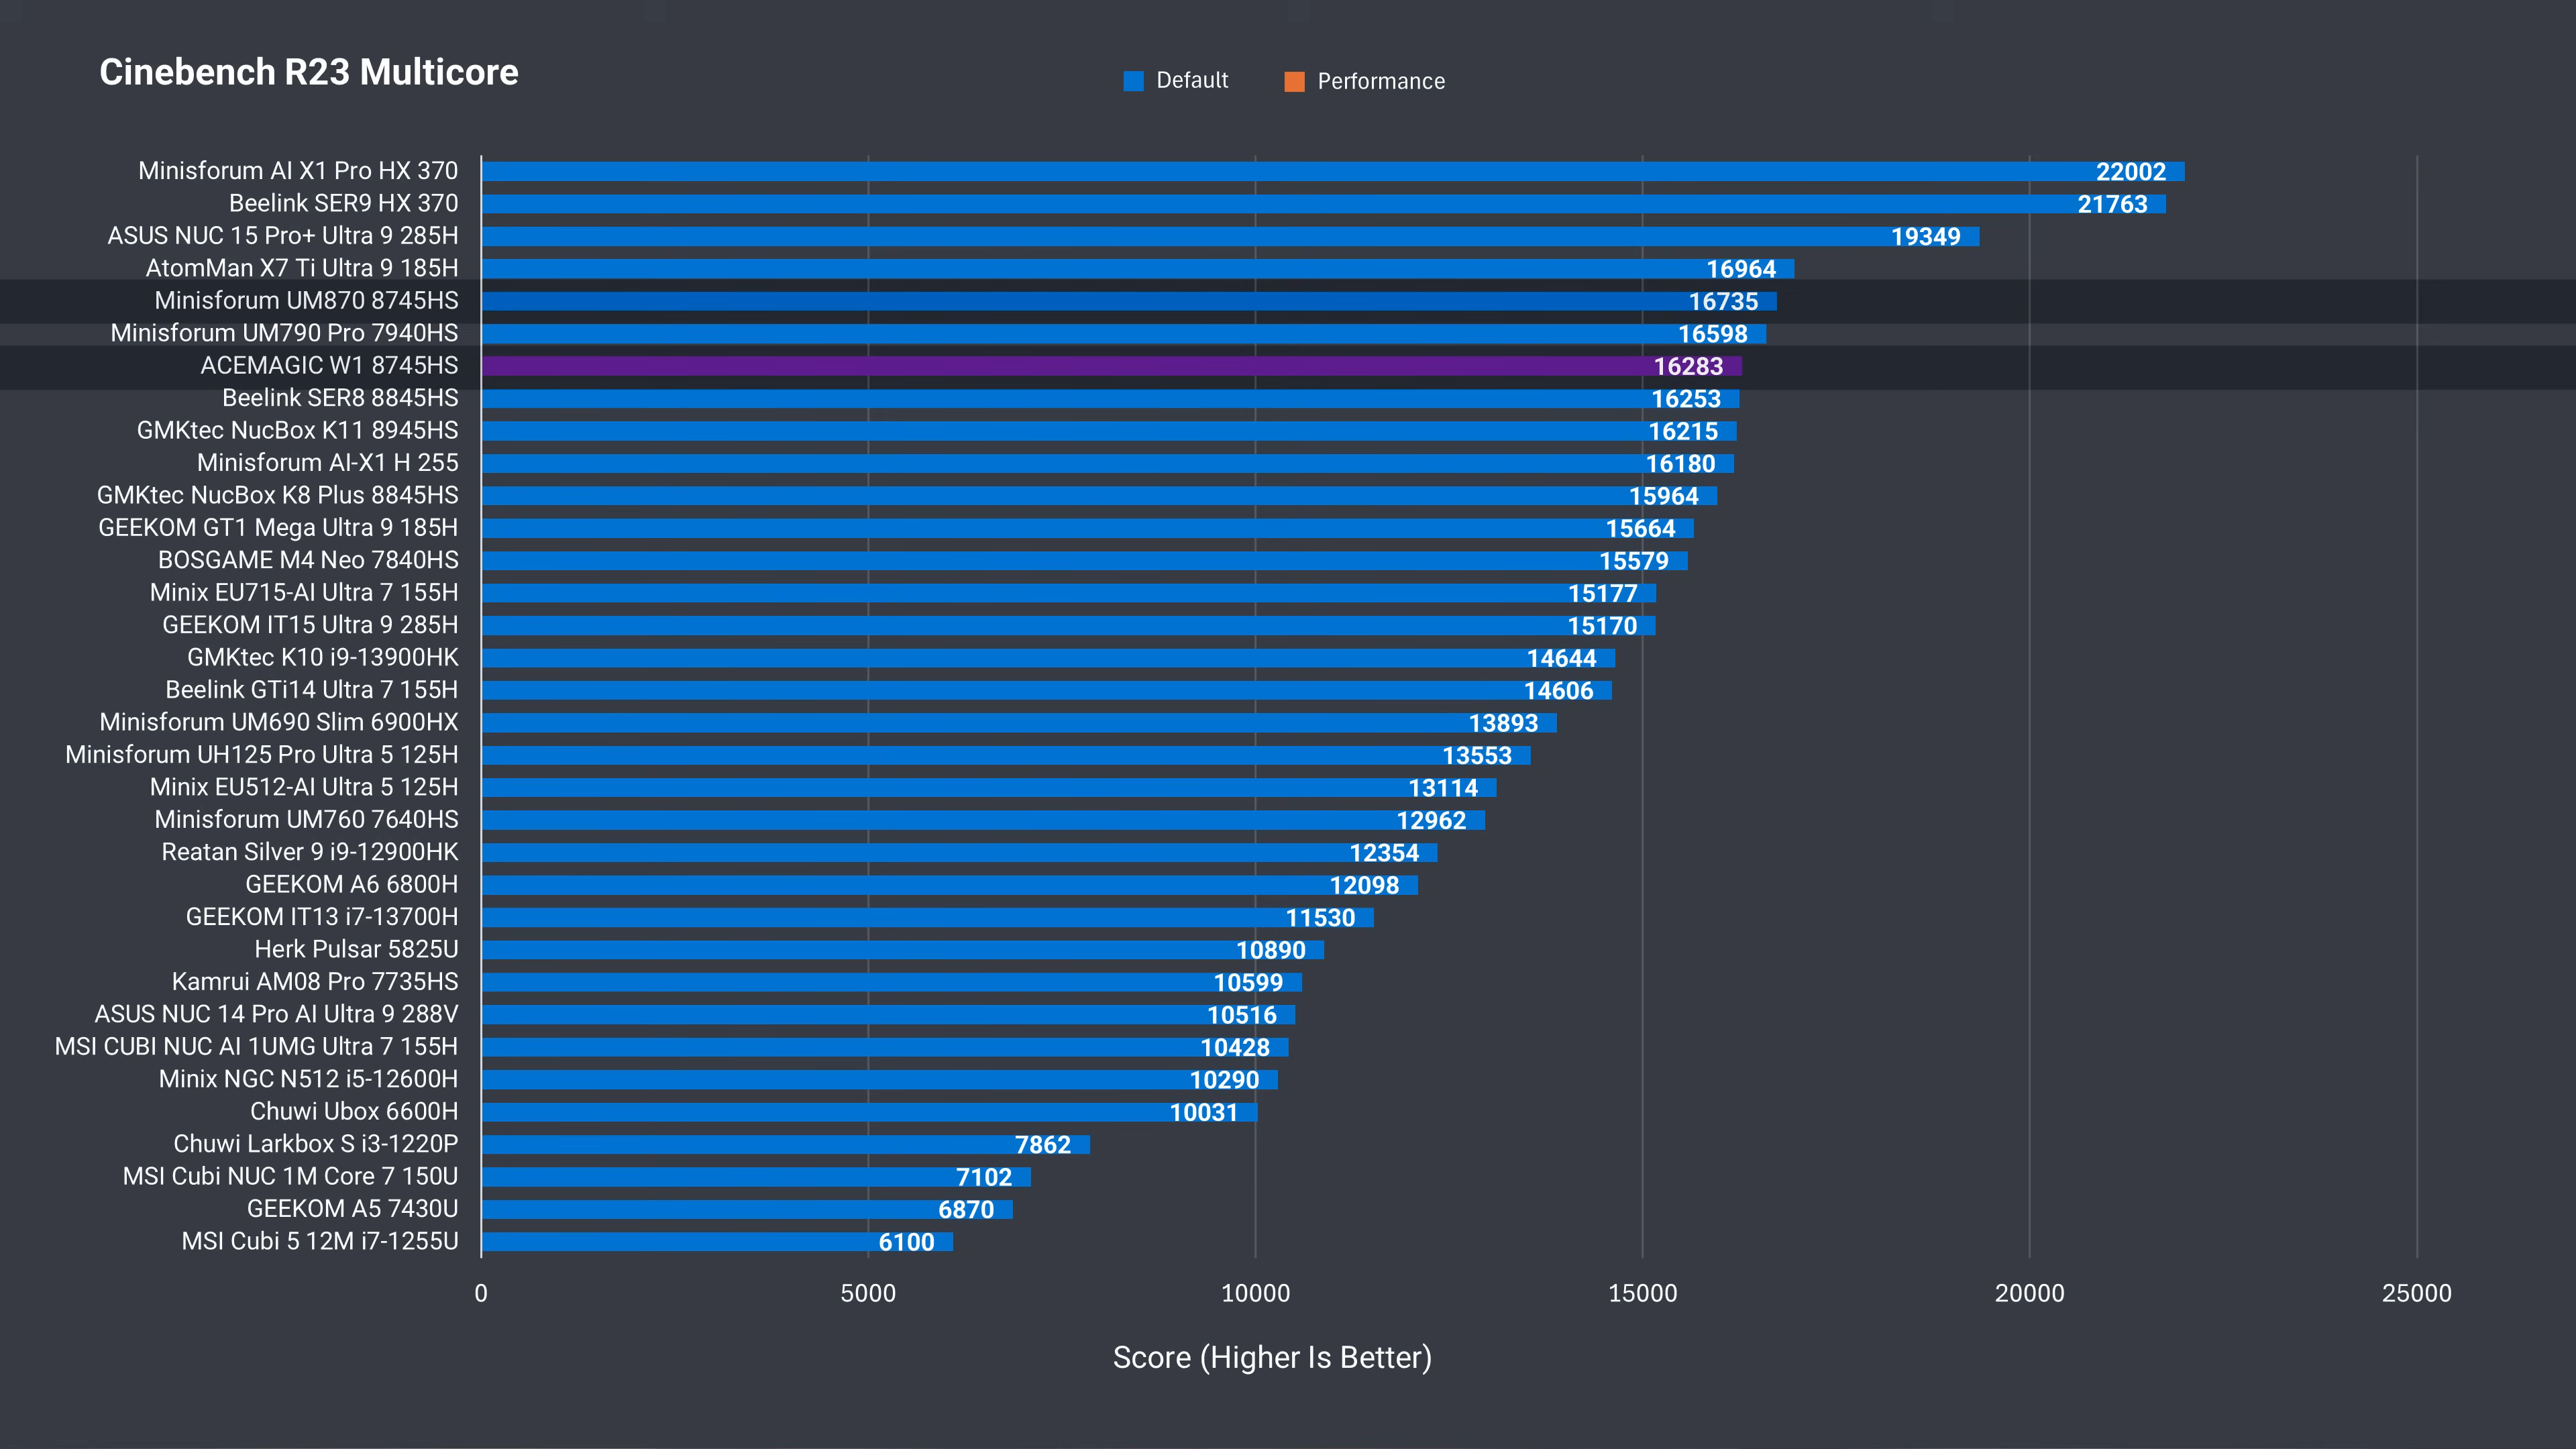 Cinebench R23 Multicore
Default
Performance
Minisforum AI X1 Pro HX 370 22002
Beelink SER9 HX 370 21763
ASUS NUC 15 Pro+ Ultra 9 285H 19349
AtomMan X7 Ti Ultra 9 185H 16964
Minisforum UM870 8745HS 16735
Minisforum UM790 Pro 7940HS 16598
ACEMAGIC W1 8745HS 16283
Beelink SER8 8845HS 16253
GMKtec NucBox K11 8945HS 16215
Minisforum AI-X1 H 255 16180
GMKtec NucBox K8 Plus 8845HS 15964
GEEKOM GT1 Mega Ultra 9 185H 15664
BOSGAME M4 Neo 7840HS 15579
Minix EU715-AI Ultra 7 155H 15177
GEEKOM IT15 Ultra 9 285H 15170
GMKtec K10 i9-13900HK 14644
Beelink GTi14 Ultra 7 155H 14606
Minisforum UM690 Slim 6900HX 13893
Minisforum UH125 Pro Ultra 5 125H 13553
Minix EU512-AI Ultra 5 125H 13114
Minisforum UM760 7640HS 12962
Reatan Silver 9 i9-12900HK 12354
GEEKOM A6 6800H 12098
GEEKOM IT13 i7-13700H 11530
Herk Pulsar 5825U 10890
Kamrui AM08 Pro 7735HS 10599
ASUS NUC 14 Pro AI Ultra 9 288V 10516
MSI CUBI NUC AI 1UMG Ultra 7 155H 10428
Minix NGC N512 i5-12600H 10290
Chuwi Ubox 6600H 10031
Chuwi Larkbox S i3-1220P 7862
MSI Cubi NUC 1M Core 7 150U 7102
GEEKOM A5 7430U 6870
MSI Cubi 5 12M i7-1255U 6100
0 5000 10000 15000 20000 25000
Score (Higher Is Better)